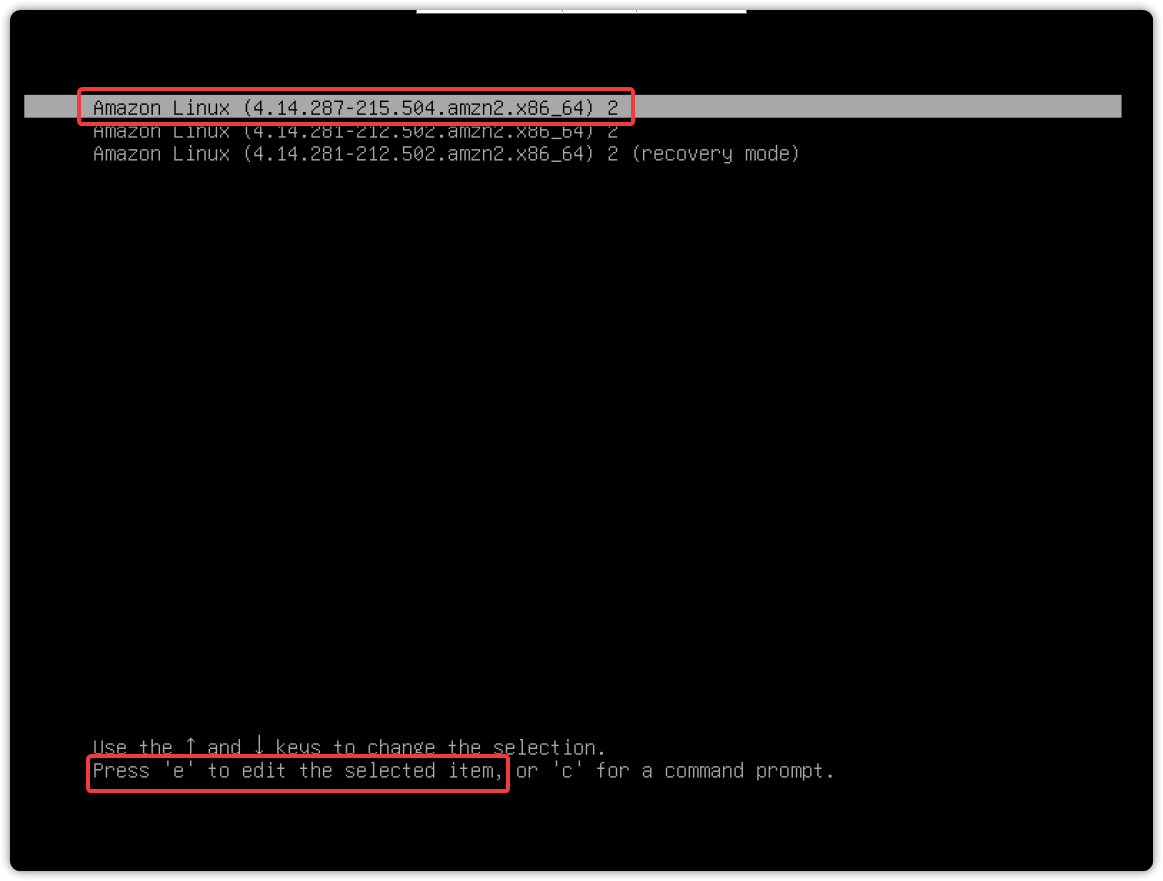 Amazon Linux (4.14.287-215.504.amzn2.x86_64) 2
Amazon Linux (4.14.281-212.502.amzn2.x86_64) 2
Amazon Linux (4.14.281-212.502.amzn2.x86_64) 2 (recovery mode)
Use the ↑ and ↓ keys to change the selection.
Press 'e' to edit the selected item, or 'c' for a command prompt.